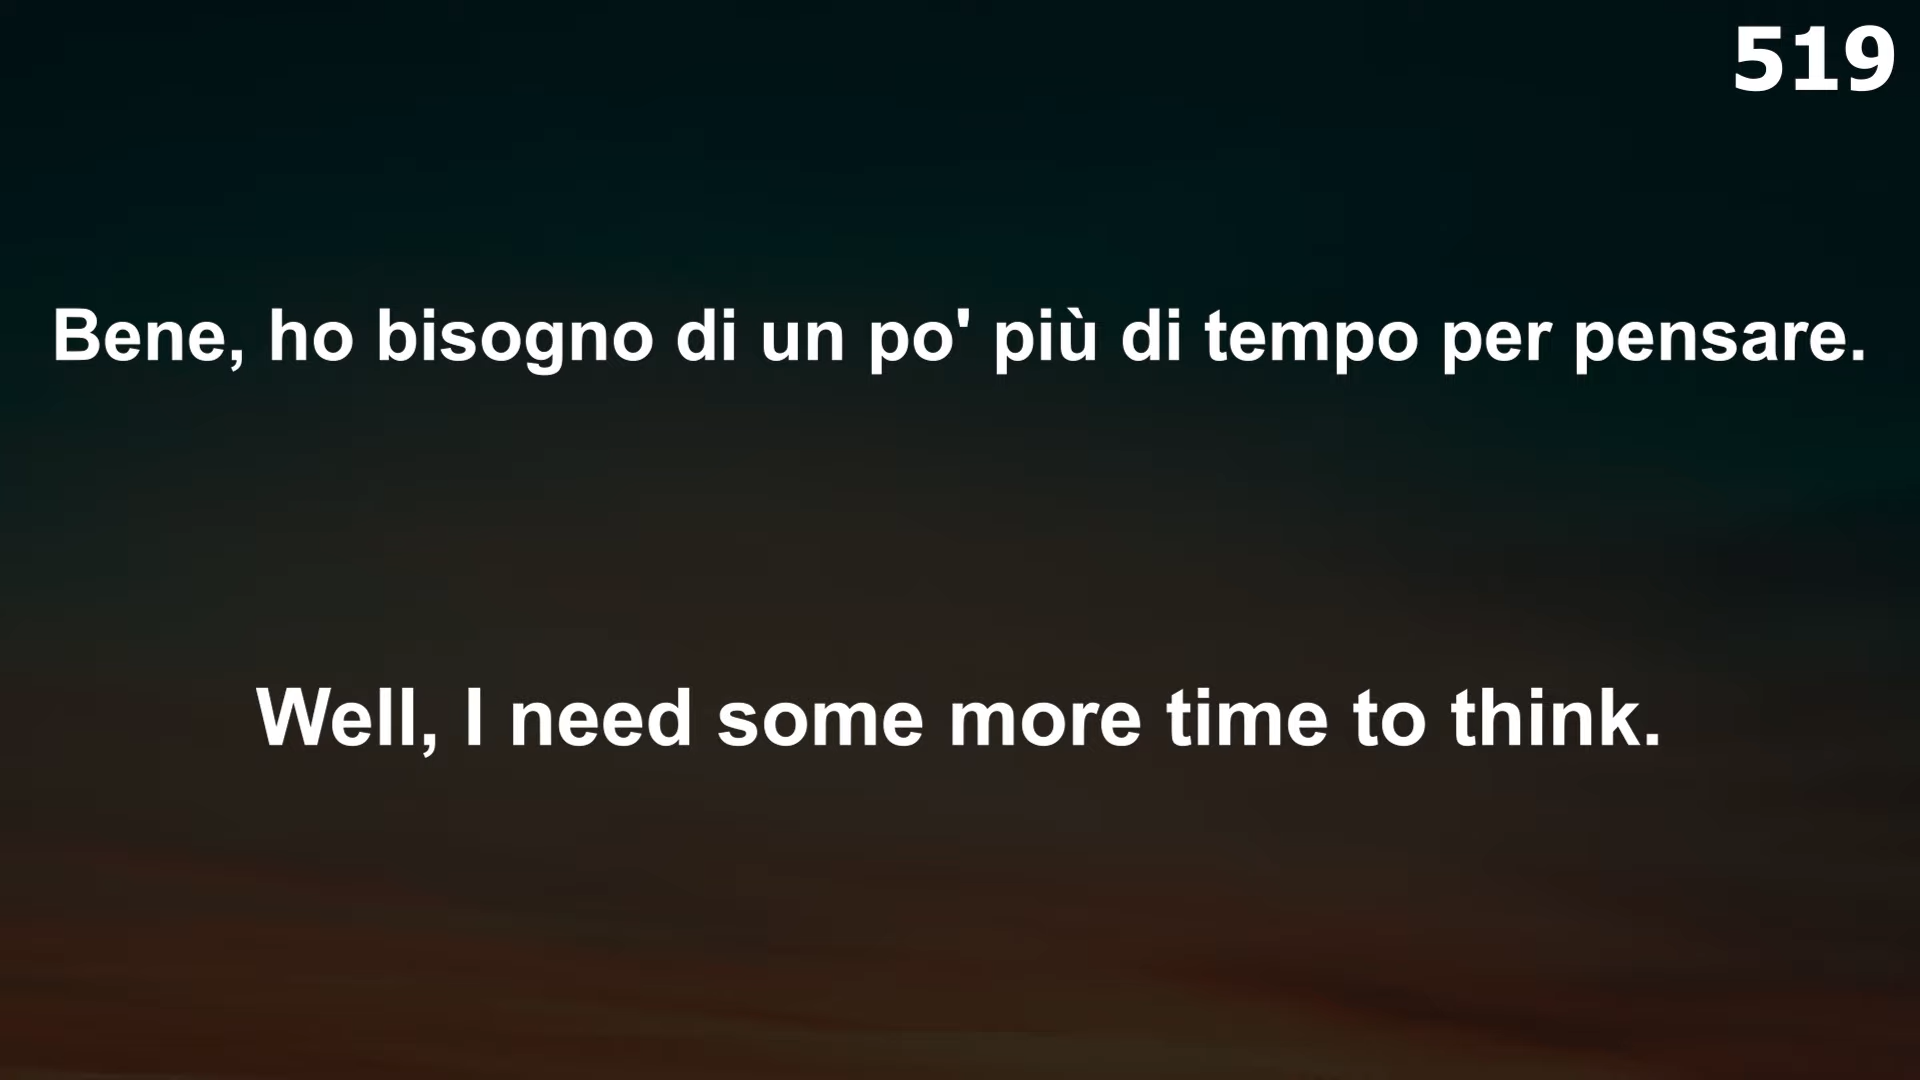 519
Bene, ho bisogno di un po' più di tempo per pensare.
Well, I need some more time to think.